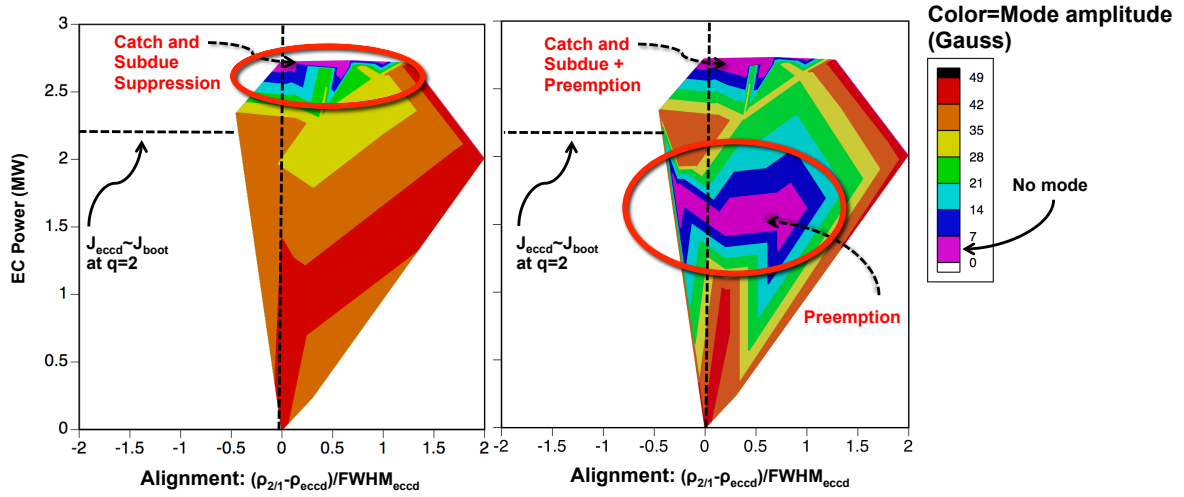 Color=Mode amplitude
(Gauss)
3
2.5
2
1.5
1
0.5
0
EC Power (MW)
Catch and
Subdue
Suppression
J_eccd~J_boot
at q=2
-2
-1.5
-1
-0.5
0
0.5
1
1.5
2
Alignment: (ρ_2/1-ρ_eccd)/FWHM_eccd
Catch and
Subdue +
Preemption
J_eccd~J_boot
at q=2
Preemption
-2
-1.5
-1
-0.5
0
0.5
1
1.5
2
Alignment: (ρ_2/1-ρ_eccd)/FWHM_eccd
49
42
35
28
21
14
7
0
No mode